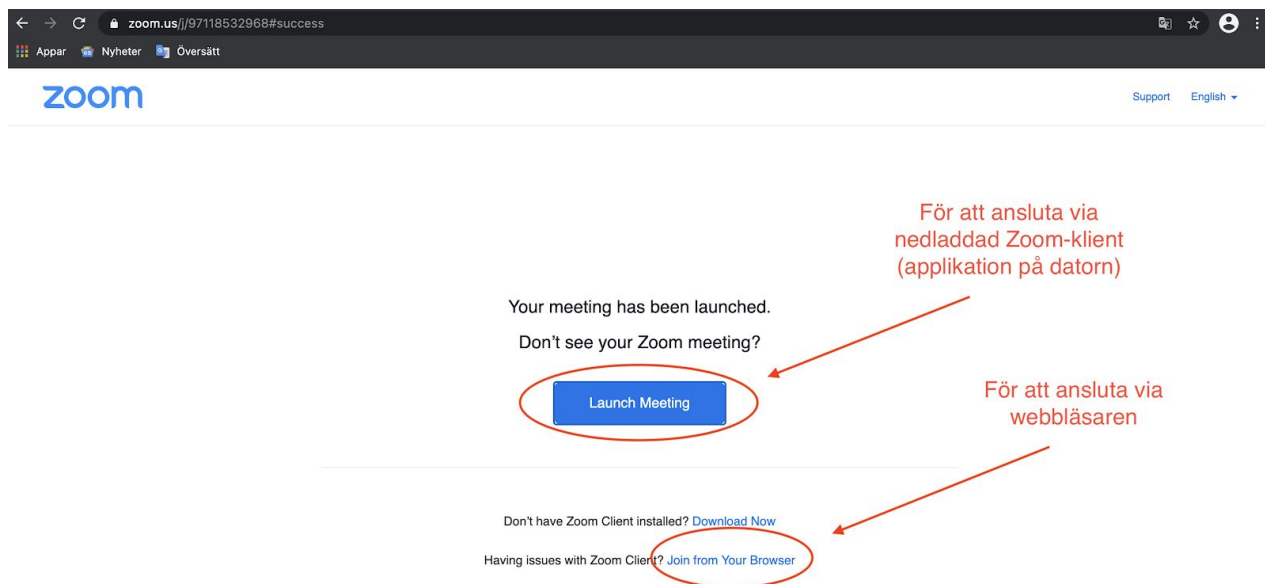 zoom.us/j/97118532968#success
Appar Nyheter Översätt
zoom
Support English
För att ansluta via
nedladdad Zoom-klient
(applikation på datorn)
Your meeting has been launched.
Don't see your Zoom meeting?
Launch Meeting
För att ansluta via
webbläsaren
Don't have Zoom Client installed? Download Now
Having issues with Zoom Client? Join from Your Browser